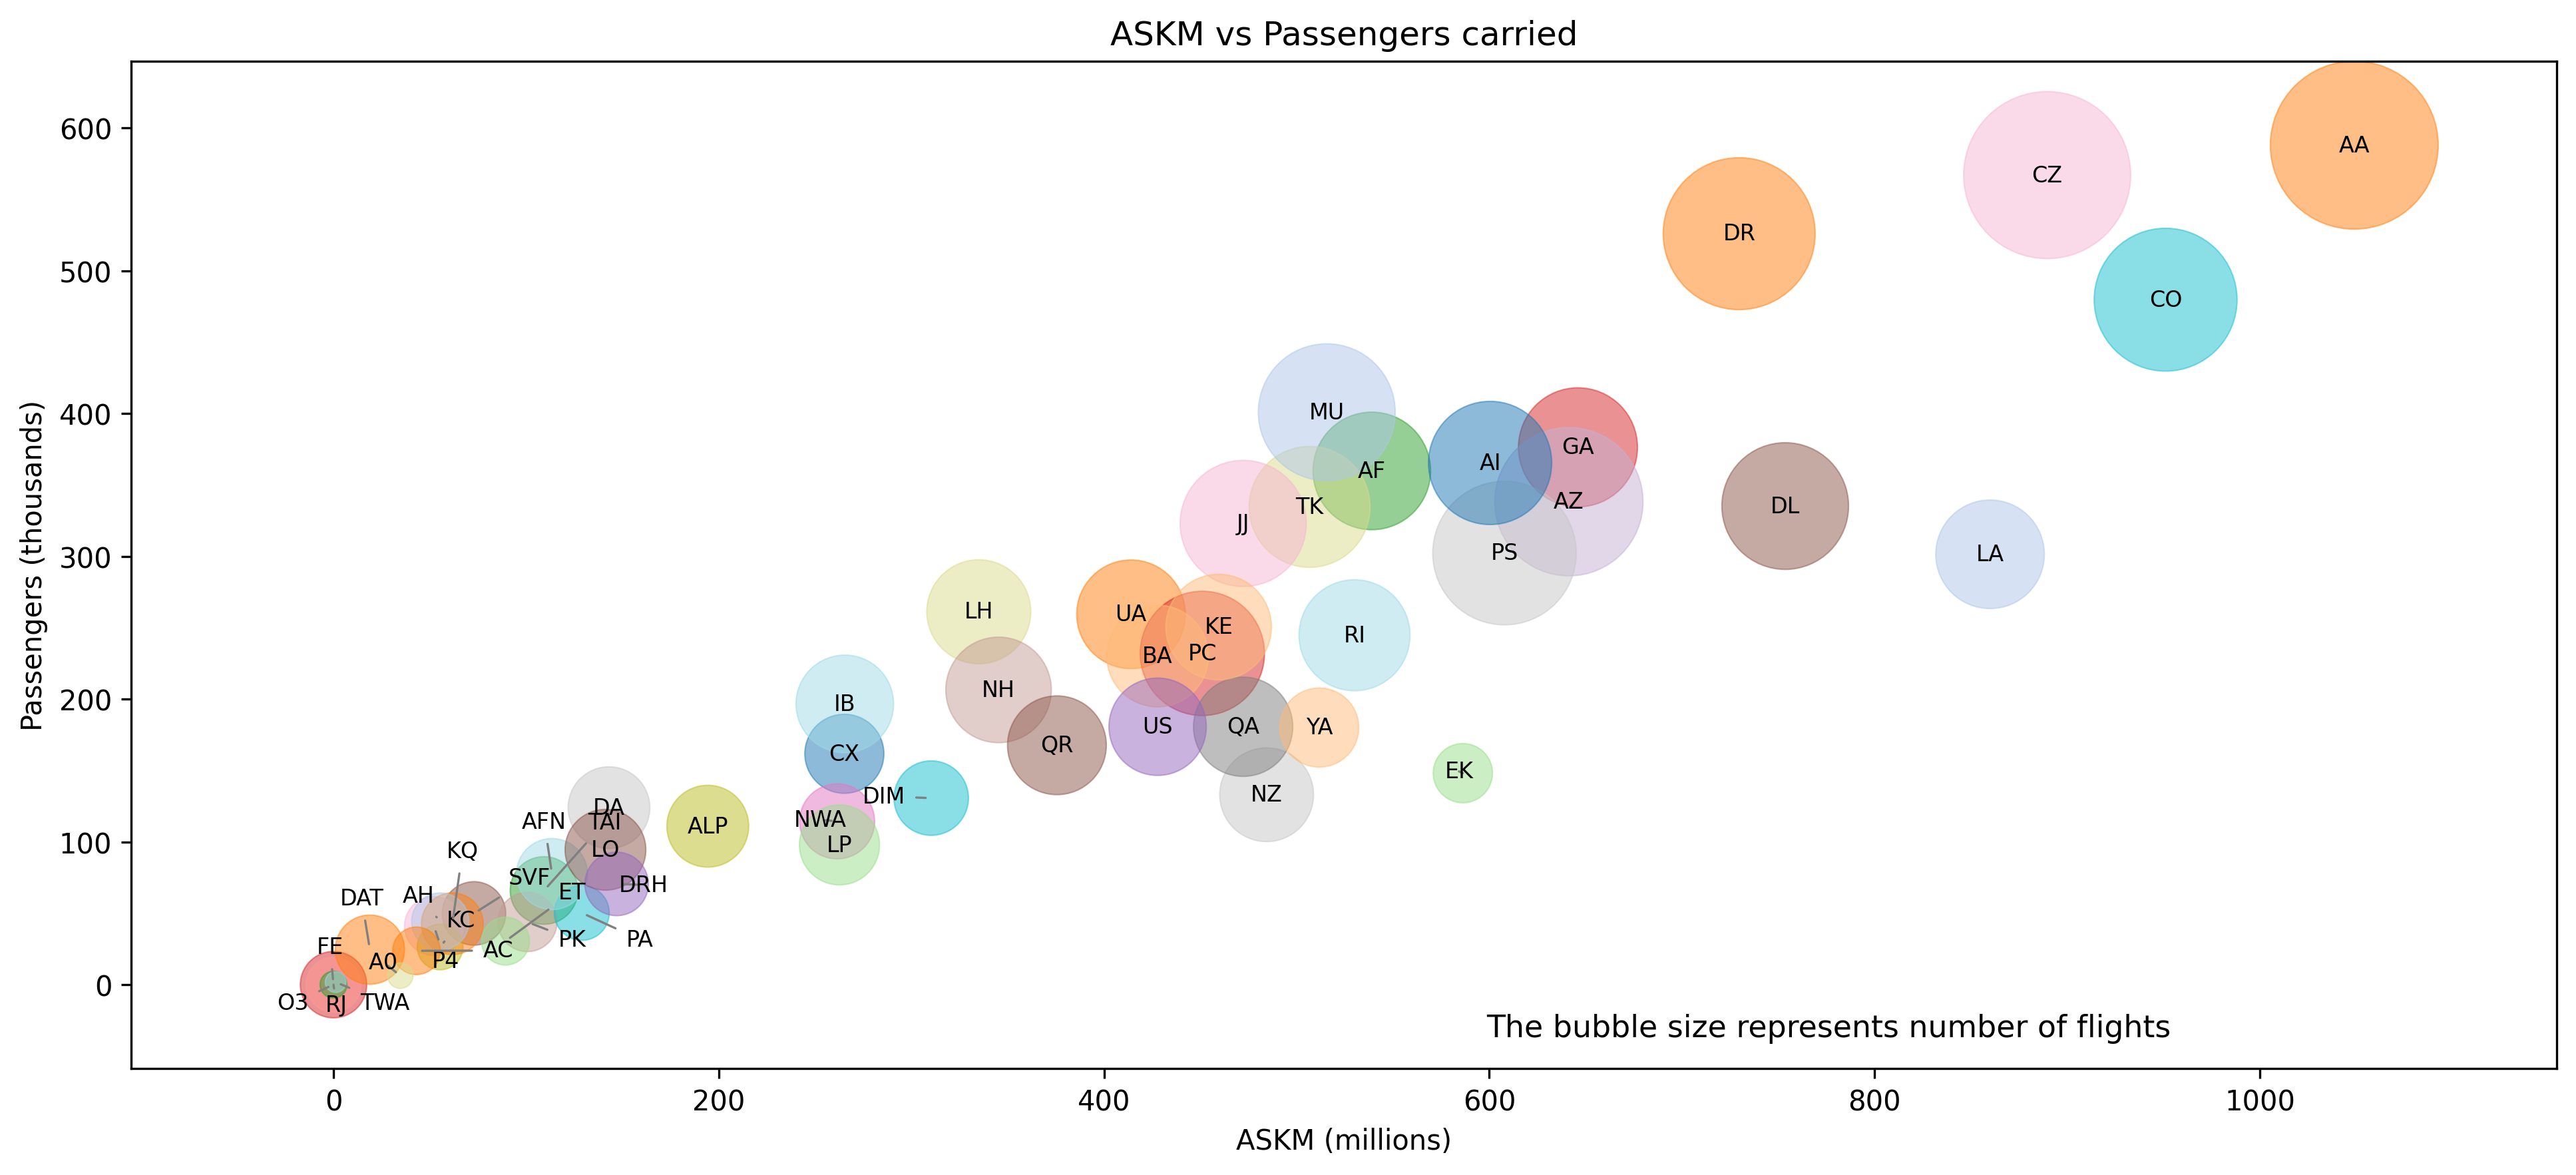 ASKM vs Passengers carried
Passengers (thousands)
600
500
400
300
200
100
0
AA
CZ
DR
CO
MU
GA
AI
AF
AZ
TK
DL
JJ
PS
LA
LH
UA
KE
RI
BA
PC
NH
IB
US
QA
YA
QR
CX
EK
DIM
NZ
DA
AFN
TAI
ALP
NWA
LP
KQ
LO
SVF
DRH
ET
DAT
AH
KC
PK
PA
FE
AC
A0
P4
O3
RJ
TWA
The bubble size represents number of flights
0
200
400
600
800
1000
ASKM (millions)